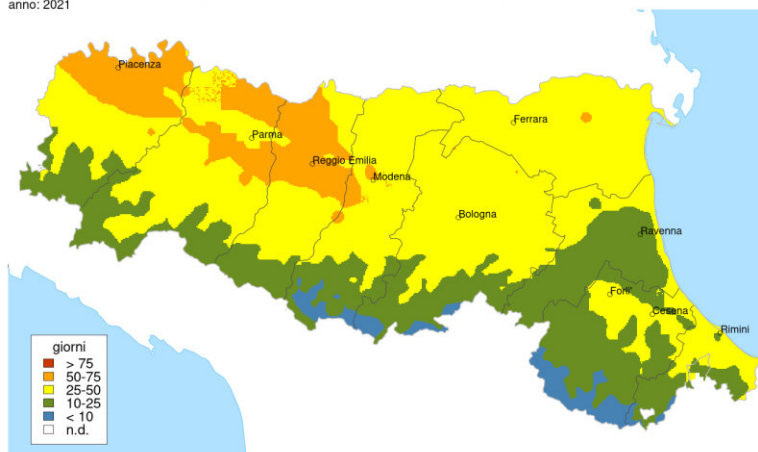 anno: 2021
Piacenza
Ferrara
Parma
Reggio Emilia
Modena
Bologna
Ravenna
Forli'
Cesena
Rimini
giorni
> 75
50-75
25-50
10-25
< 10
n.d.